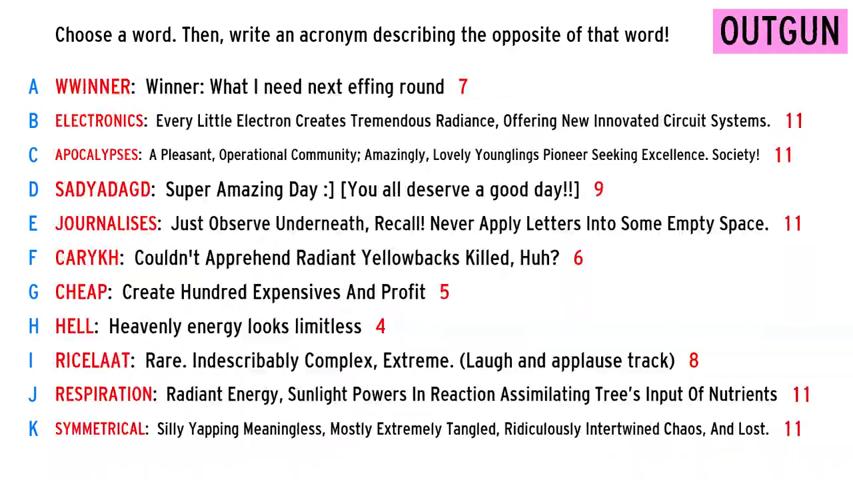 Choose a word. Then, write an acronym describing the opposite of that word!
OUTGUN
A WWINNER: Winner: What I need next effing round 7
B ELECTRONICS: Every Little Electron Creates Tremendous Radiance, Offering New Innovated Circuit Systems. 11
C APOCALYPSES: A Pleasant, Operational Community; Amazingly, Lovely Younglings Pioneer Seeking Excellence. Society! 11
D SADYADAGD: Super Amazing Day :] [You all deserve a good day!!] 9
E JOURNALISES: Just Observe Underneath, Recall! Never Apply Letters Into Some Empty Space. 11
F CARYKH: Couldn't Apprehend Radiant Yellowbacks Killed, Huh? 6
G CHEAP: Create Hundred Expensives And Profit 5
H HELL: Heavenly energy looks limitless 4
I RICELAAT: Rare. Indescribably Complex, Extreme. (Laugh and applause track) 8
J RESPIRATION: Radiant Energy, Sunlight Powers In Reaction Assimilating Tree's Input Of Nutrients 11
K SYMMETRICAL: Silly Yapping Meaningless, Mostly Extremely Tangled, Ridiculously Intertwined Chaos, And Lost. 11